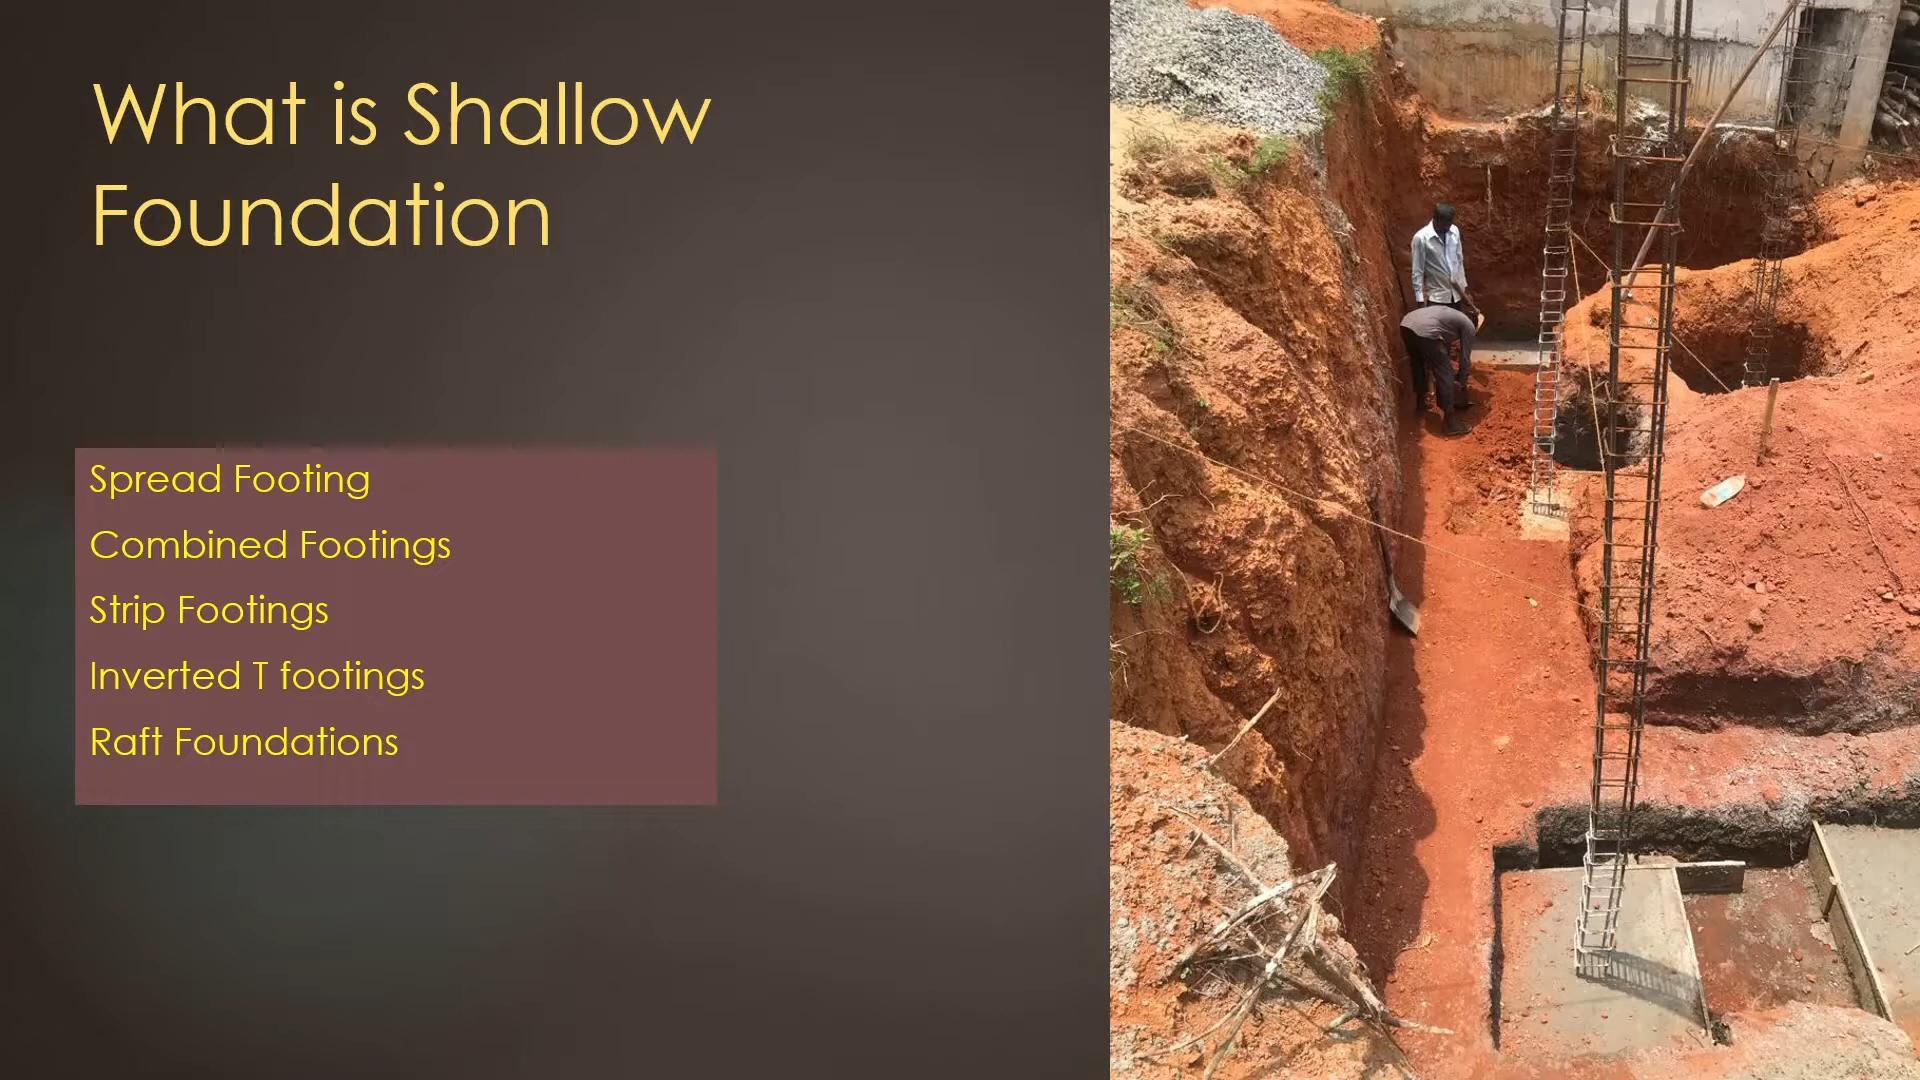 What is Shallow
Foundation
Spread Footing
Combined Footings
Strip Footings
Inverted T footings
Raft Foundations